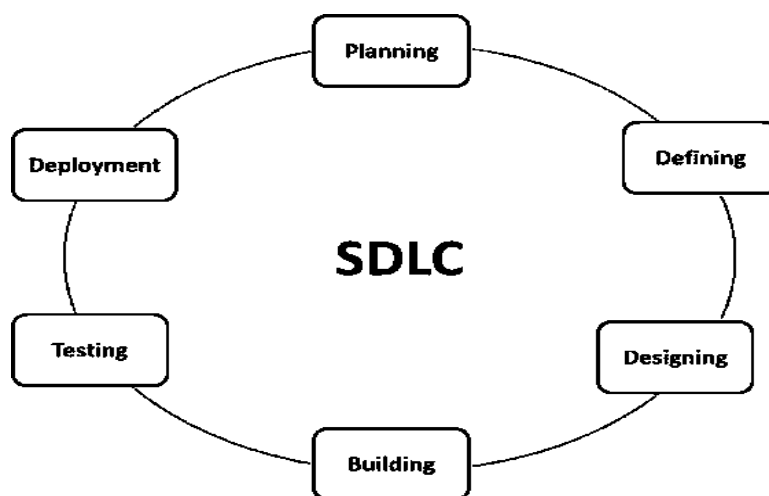 Planning
Defining
Designing
Building
Testing
Deployment
SDLC